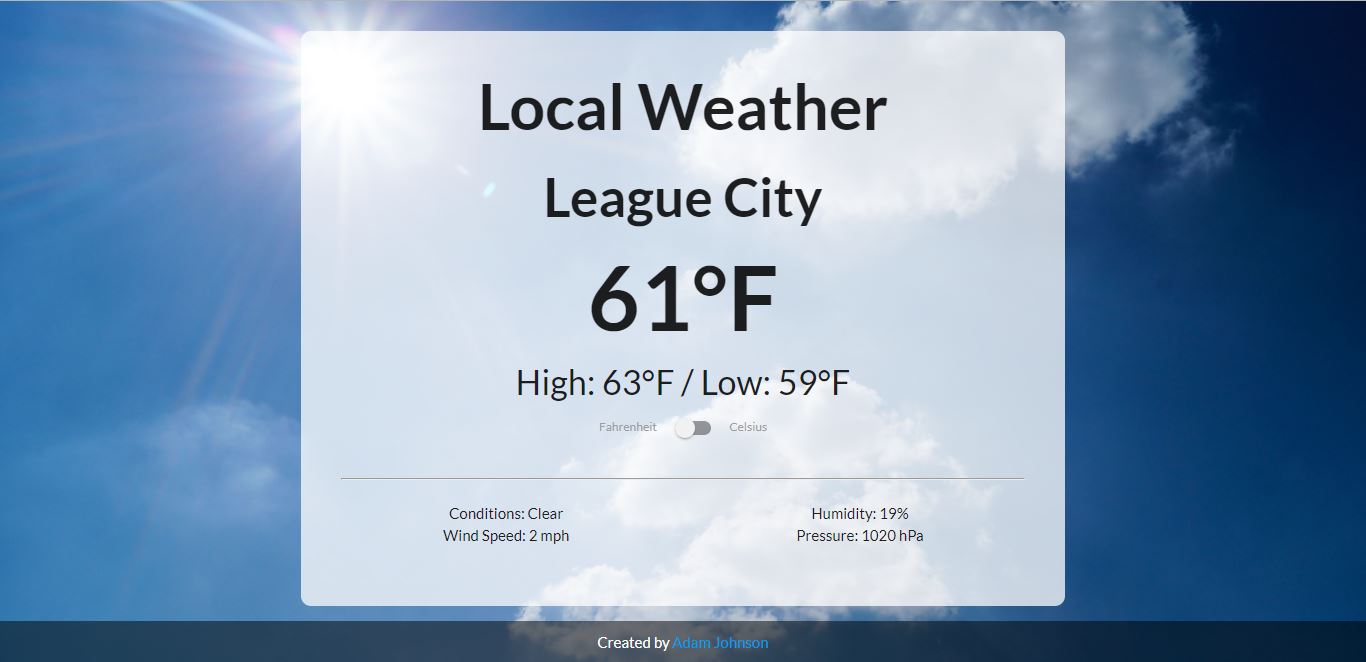 Local Weather
League City
61°F
High: 63°F / Low: 59°F
Fahrenheit Celsius
Conditions: Clear Humidity: 19%
Wind Speed: 2 mph Pressure: 1020 hPa
Created by Adam Johnson